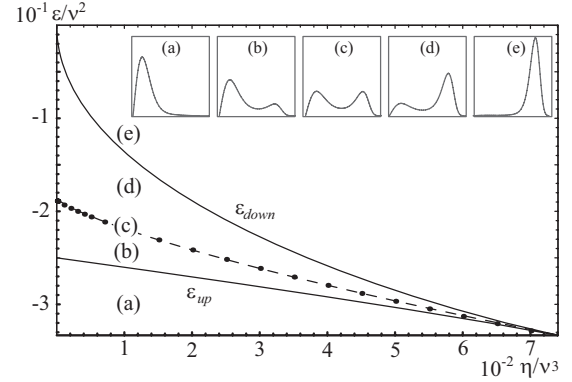 10⁻¹ ε/ν²
(a) (b) (c) (d) (e)
-1
(e)
(d)
-2
ε_down
(c)
(b)
ε_up
(a)
-3
1 2 3 4 5 6 7
10⁻² η/ν³